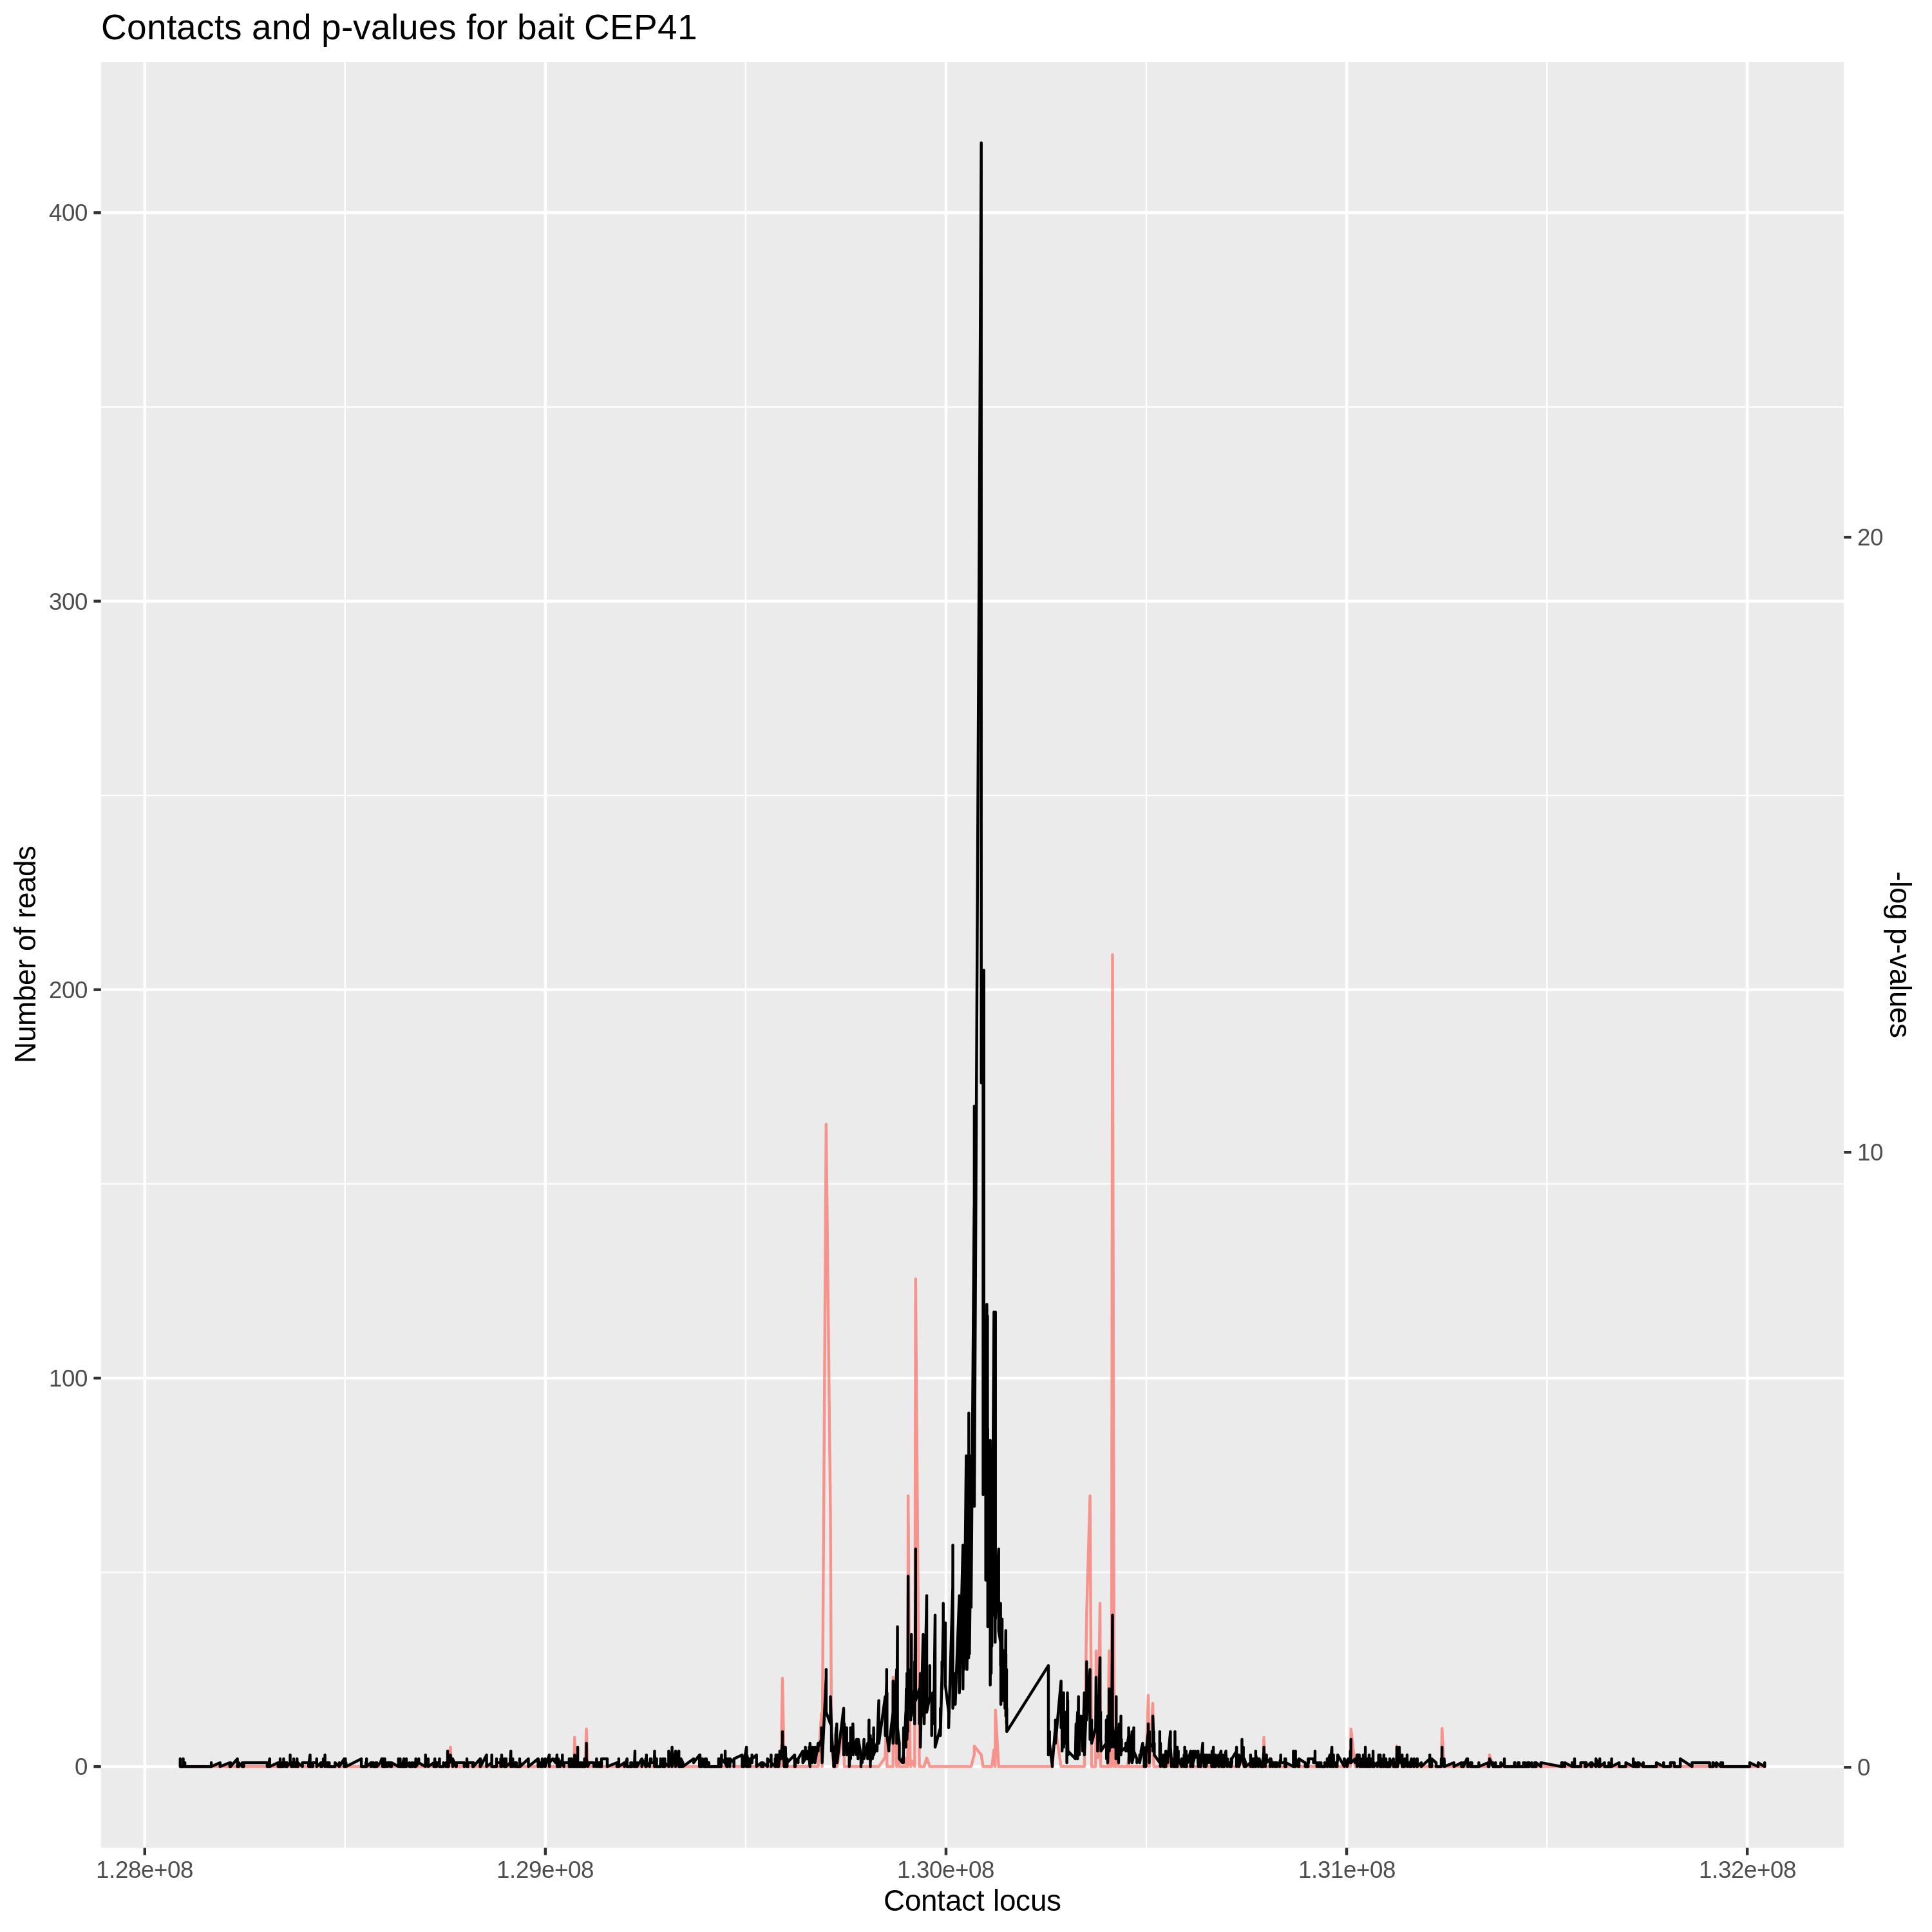 Contacts and p-values for bait CEP41
400
300
200
100
0
Number of reads
20
10
0
-log p-values
1.28e+08
1.29e+08
1.30e+08
1.31e+08
1.32e+08
Contact locus